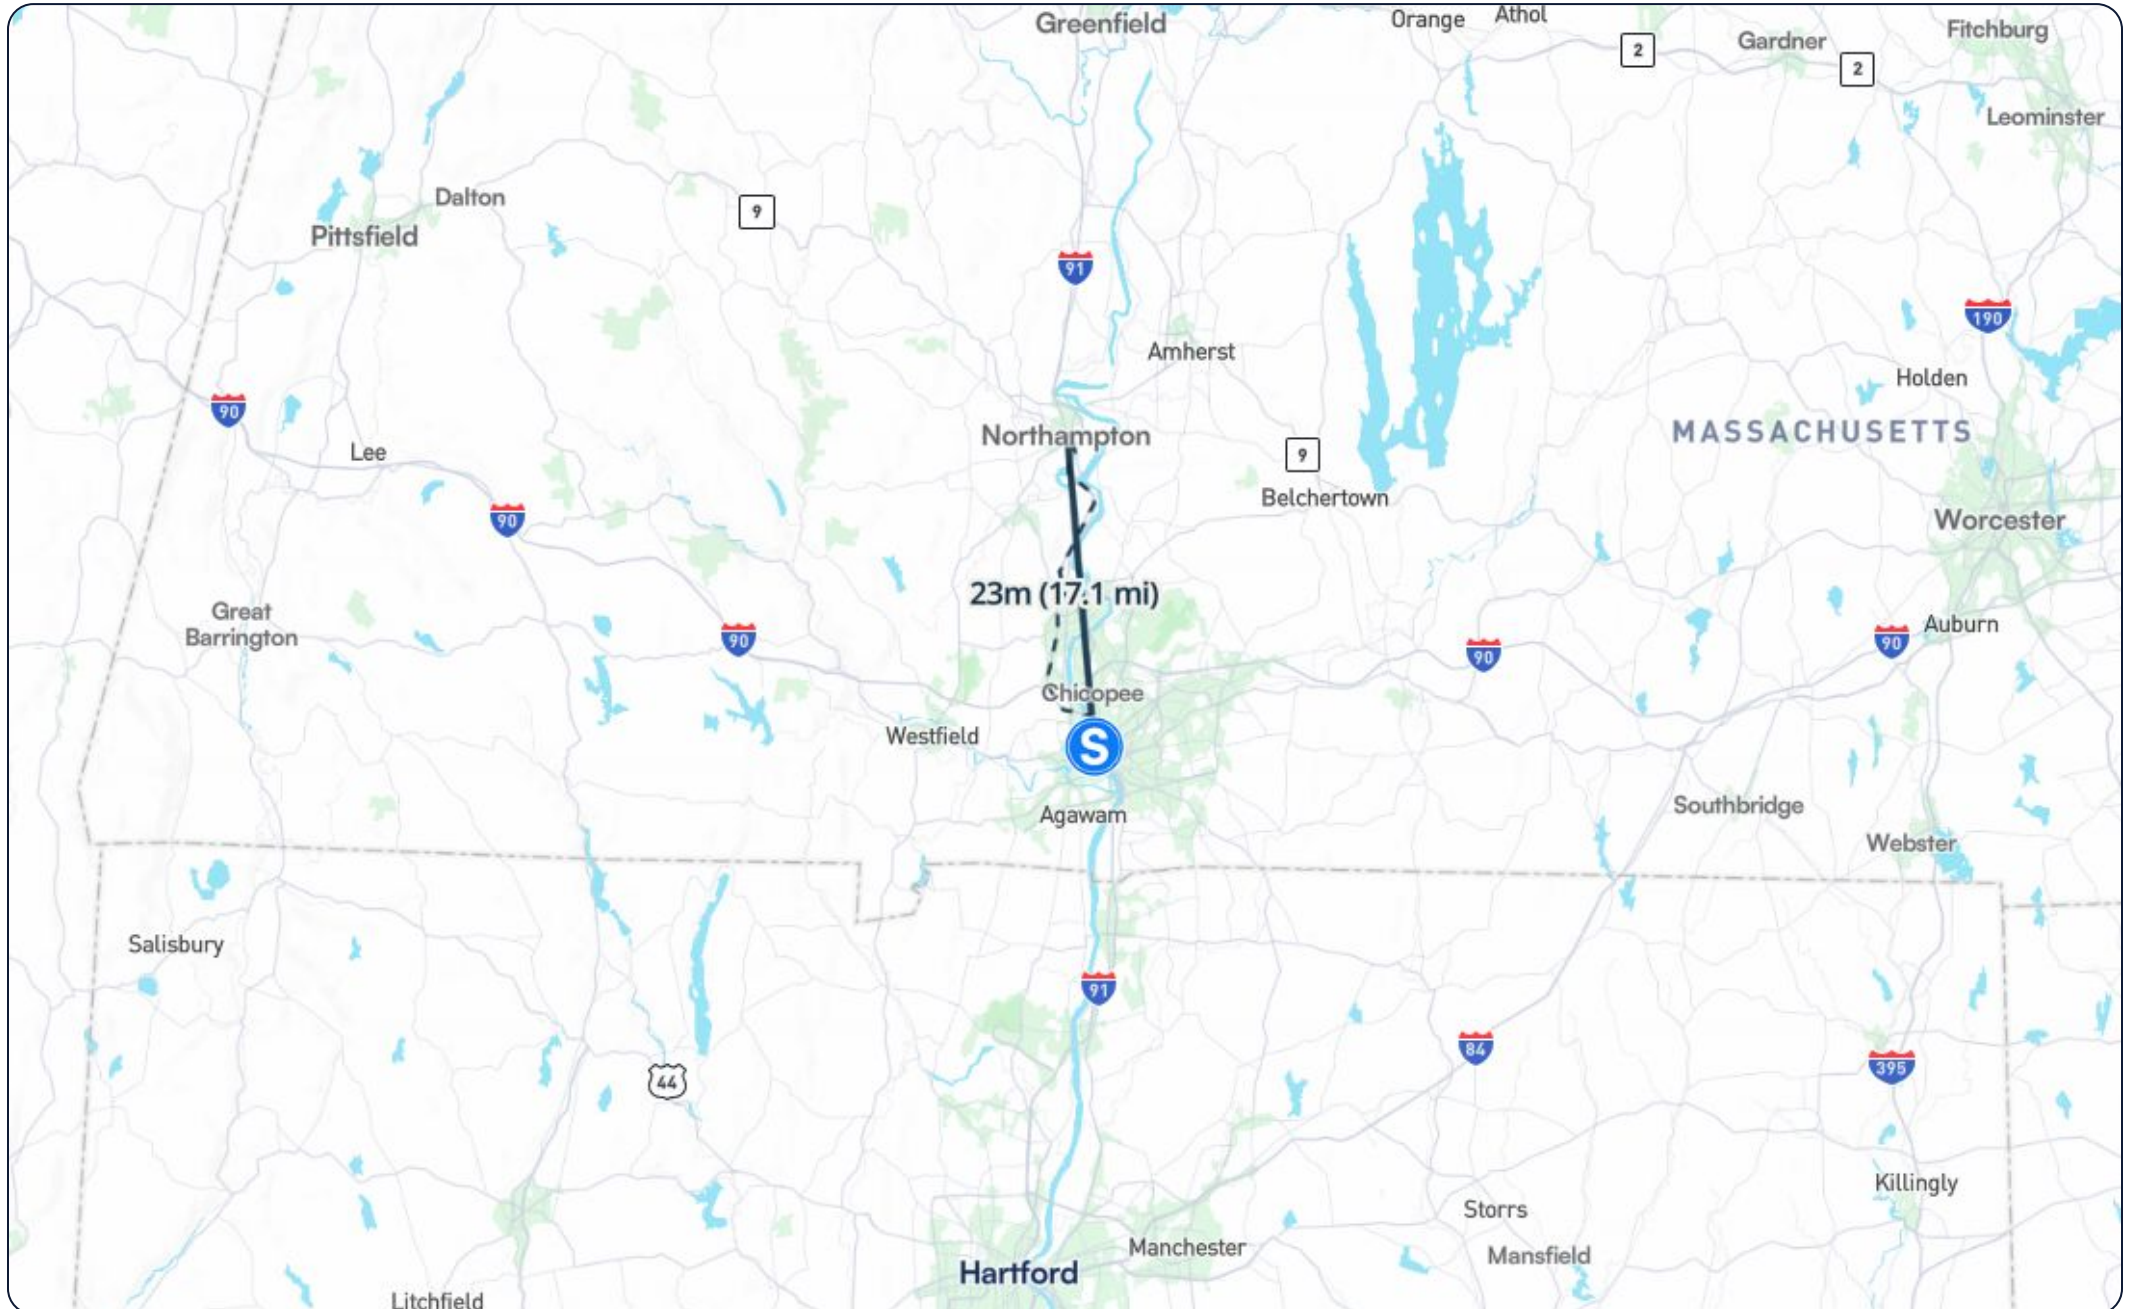 Greenfield
Orange
Athol
2
Gardner
Fitchburg
2
Leominster
Dalton
9
Pittsfield
91
190
Amherst
Holden
90
MASSACHUSETTS
Northampton
Lee
9
Belchertown
90
Worcester
23m (17.1 mi)
Great
Barrington
90
90
90
Auburn
Chicopee
Westfield
S
Agawam
Southbridge
Webster
Salisbury
91
84
395
44
Killingly
Storrs
Manchester
Mansfield
Hartford
Litchfield